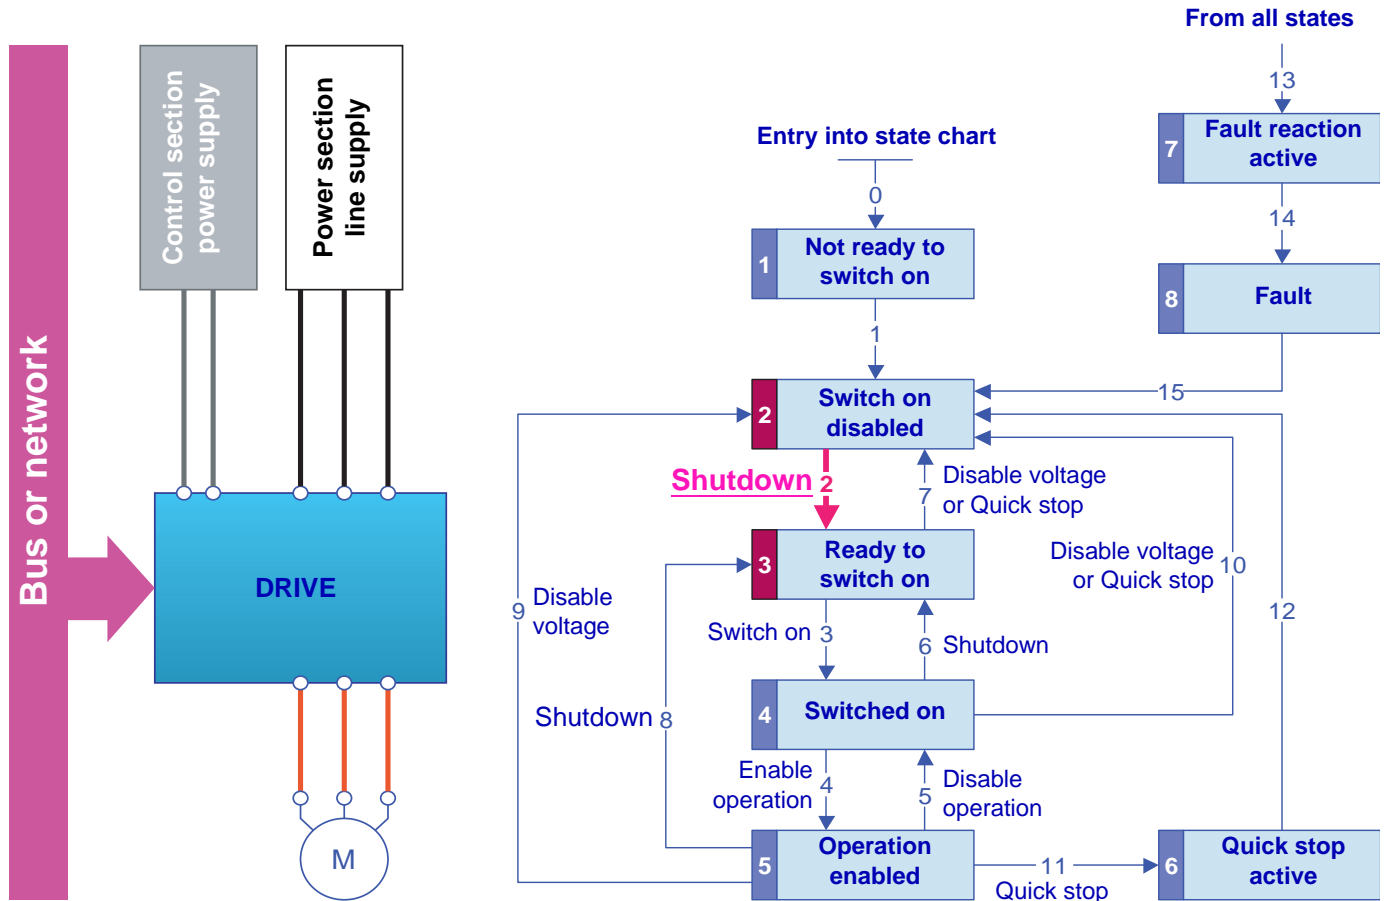 Bus or network
Control section
power supply
Power section
line supply
DRIVE
M
From all states
13
7
Fault reaction
active
14
8
Fault
15
Entry into state chart
0
1
Not ready to
switch on
1
2
Switch on
disabled
Shutdown 2
7
Disable voltage
or Quick stop
3
Ready to
switch on
Disable voltage
or Quick stop
10
12
9
Disable
voltage
Switch on 3
6 Shutdown
Shutdown 8
4
Switched on
Enable
operation
4
5
Disable
operation
5
Operation
enabled
11
Quick stop
6
Quick stop
active